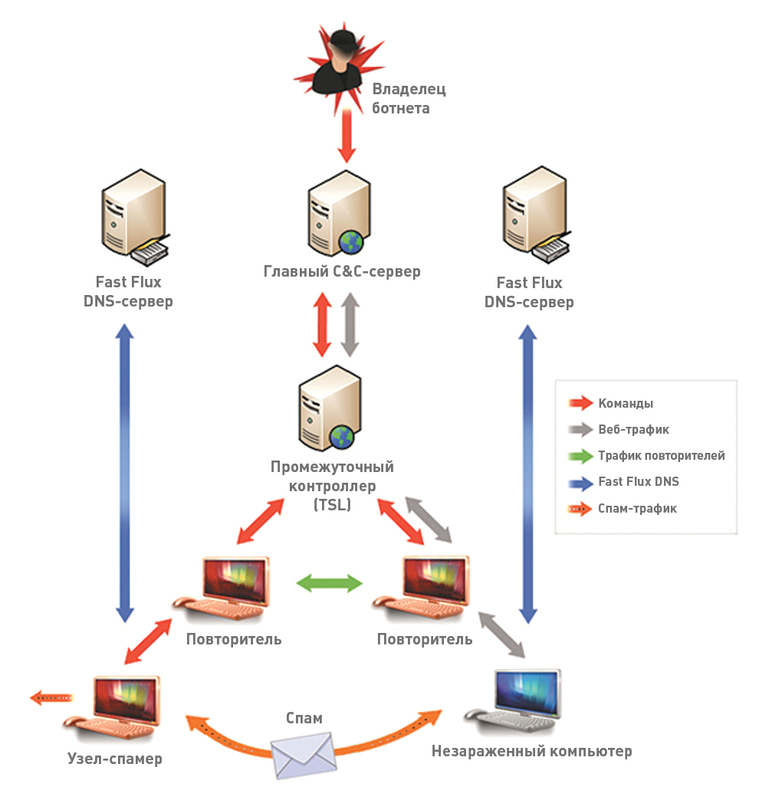 Владелец
ботнета
Главный C&C-сервер
Fast Flux
DNS-сервер
Fast Flux
DNS-сервер
Команды
Веб-трафик
Трафик повторителей
Fast Flux DNS
Спам-трафик
Промежуточный
контроллер
(TSL)
Повторитель
Повторитель
Спам
Узел-спамер
Незараженный компьютер